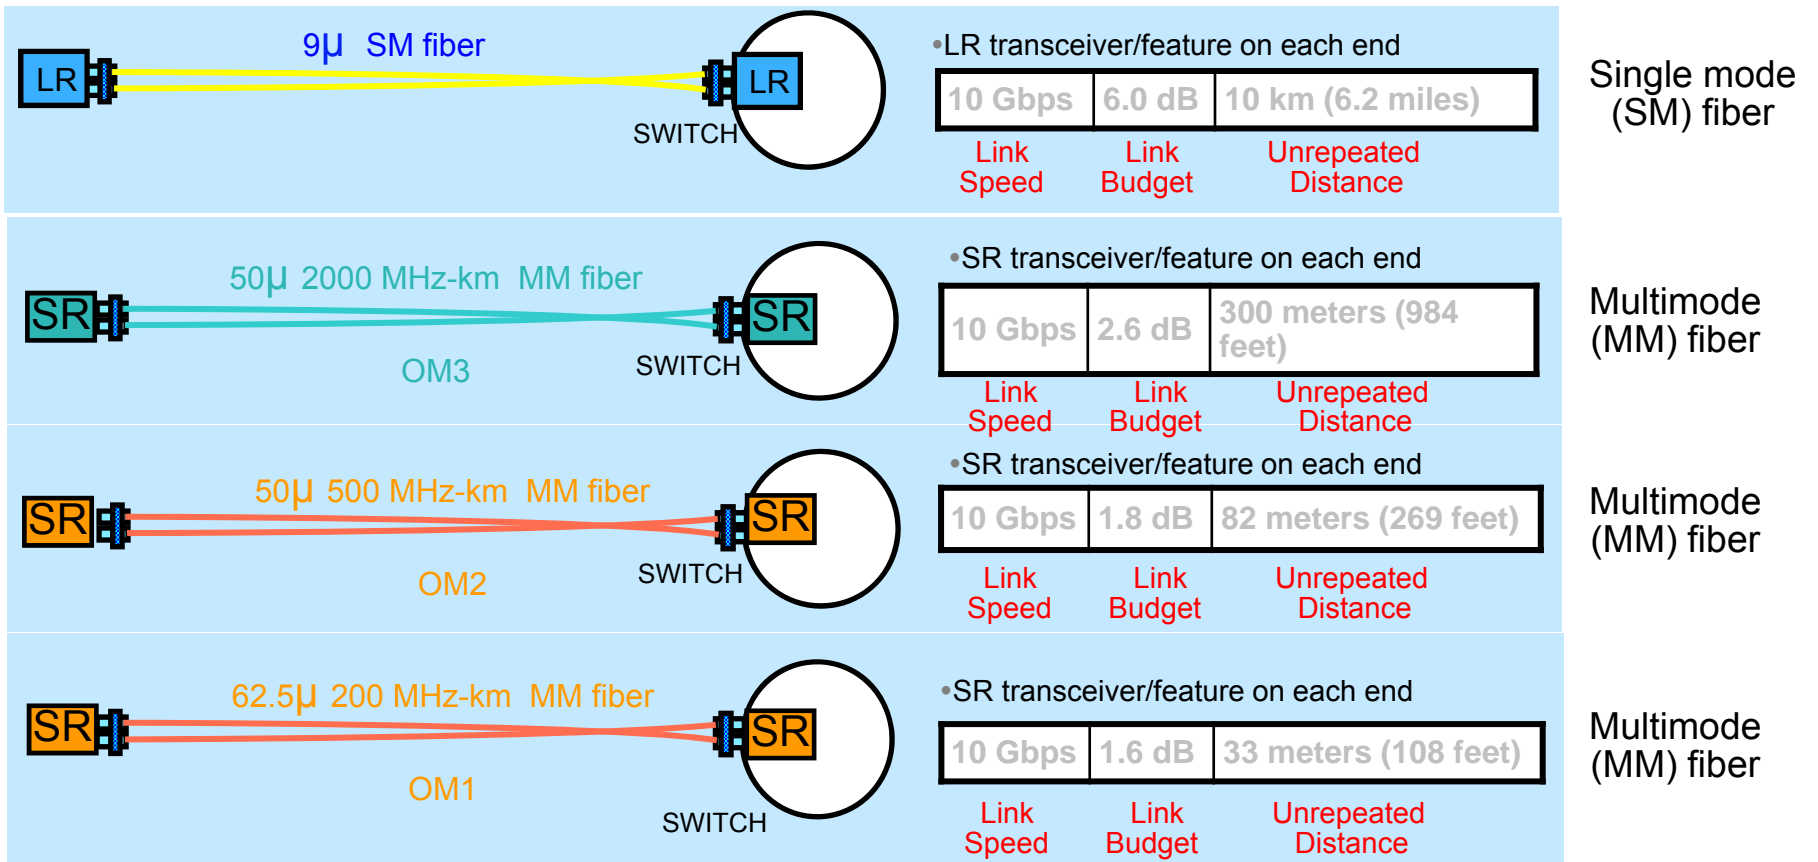 9µ SM fiber
LR
LR
SWITCH
•LR transceiver/feature on each end
10 Gbps 6.0 dB 10 km (6.2 miles)
Link Speed
Link Budget
Unrepeated Distance
Single mode
(SM) fiber
50µ 2000 MHz-km MM fiber
SR
SR
OM3
SWITCH
•SR transceiver/feature on each end
10 Gbps 2.6 dB 300 meters (984 feet)
Link Speed
Link Budget
Unrepeated Distance
Multimode
(MM) fiber
50µ 500 MHz-km MM fiber
SR
SR
OM2
SWITCH
•SR transceiver/feature on each end
10 Gbps 1.8 dB 82 meters (269 feet)
Link Speed
Link Budget
Unrepeated Distance
Multimode
(MM) fiber
62.5µ 200 MHz-km MM fiber
SR
SR
OM1
SWITCH
•SR transceiver/feature on each end
10 Gbps 1.6 dB 33 meters (108 feet)
Link Speed
Link Budget
Unrepeated Distance
Multimode
(MM) fiber